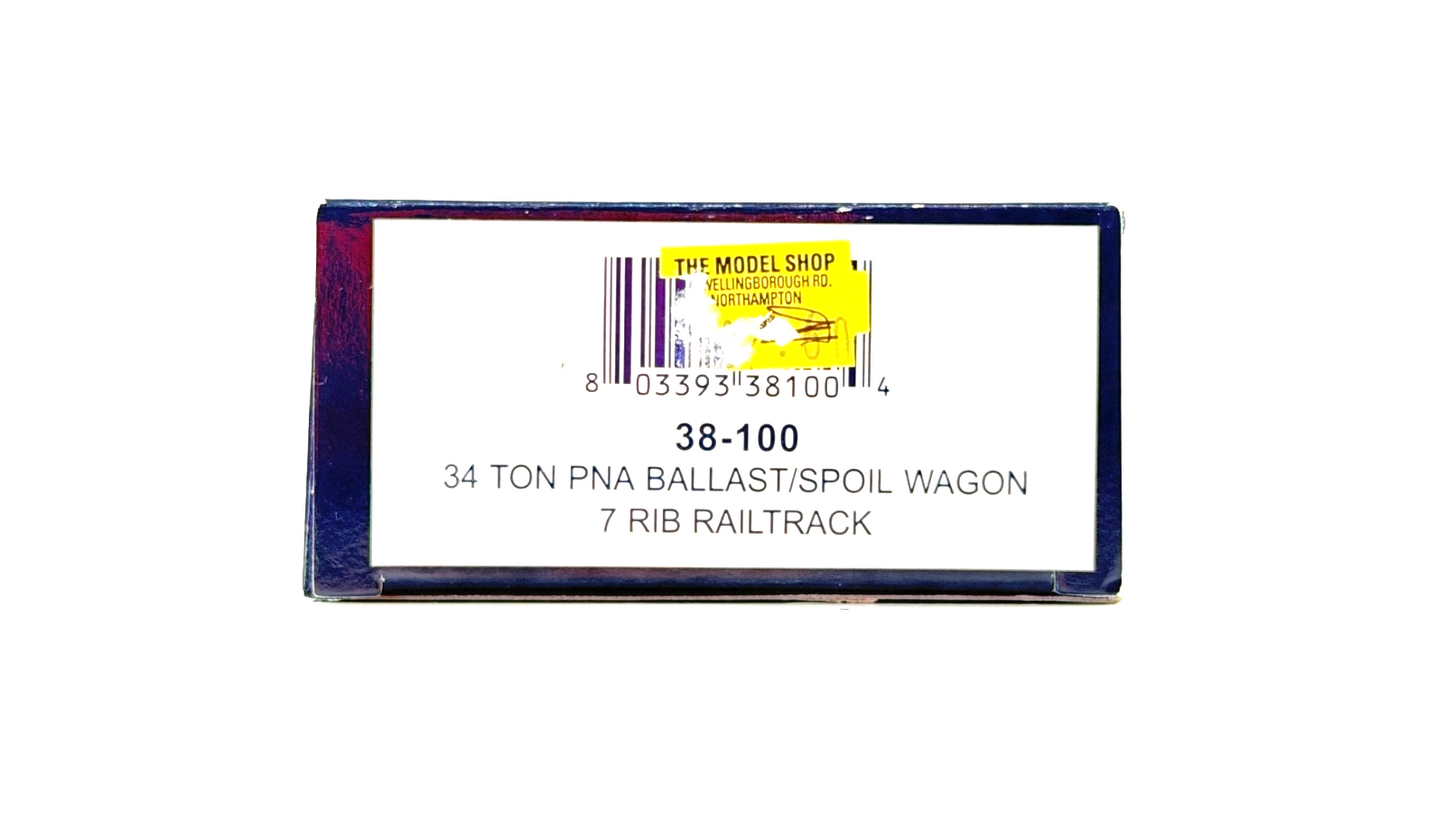 THE MODEL SHOP
WELLINGBOROUGH RD.
NORTHAMPTON
8 03393 38100 4
38-100
34 TON PNA BALLAST/SPOIL WAGON
7 RIB RAILTRACK